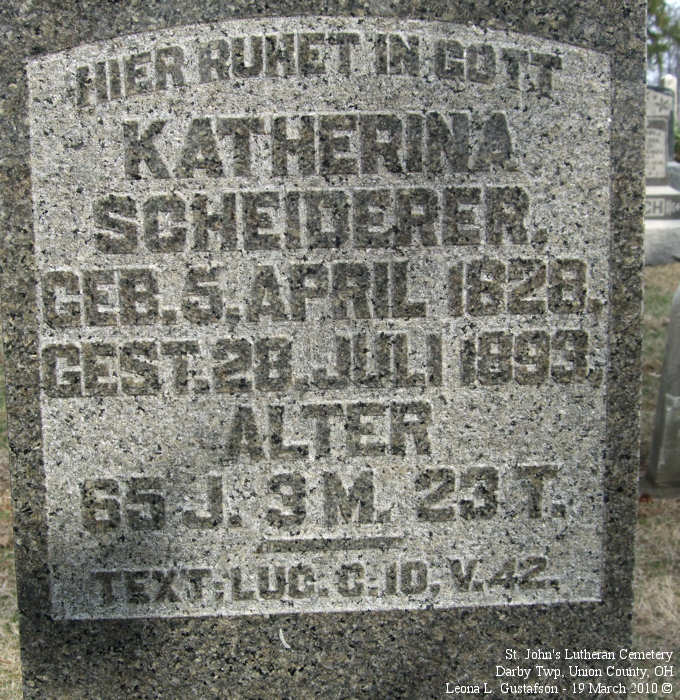 HIER RUHET IN GOTT
KATHERINA
SCHEIDERER.
GEB. 5. APRIL 1828.
GEST. 28. JULI 1893.
ALTER
65 J. 3 M. 23 T.
TEXT: LUC. C. 10, V. 42.
St. John's Lutheran Cemetery
Darby Twp, Union County, OH
Leona L. Gustafson - 19 March 2010 ©